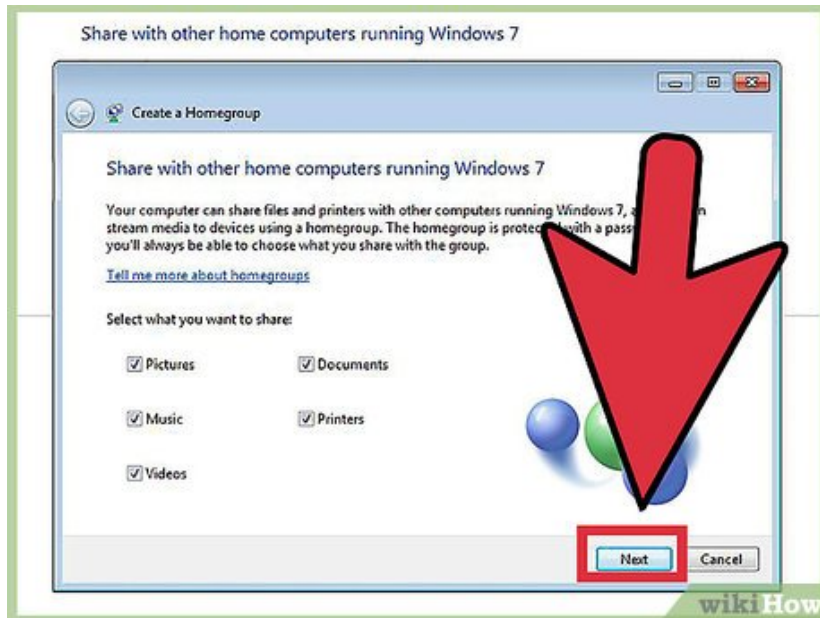 Share with other home computers running Windows 7
Create a Homegroup
Share with other home computers running Windows 7
Your computer can share files and printers with other computers running Windows 7, a n
stream media to devices using a homegroup. The homegroup is protected with a pass
you'll always be able to choose what you share with the group.
Tell me more about homegroups
Select what you want to share:
Pictures
Documents
Music
Printers
Videos
Next
Cancel
wikiHow